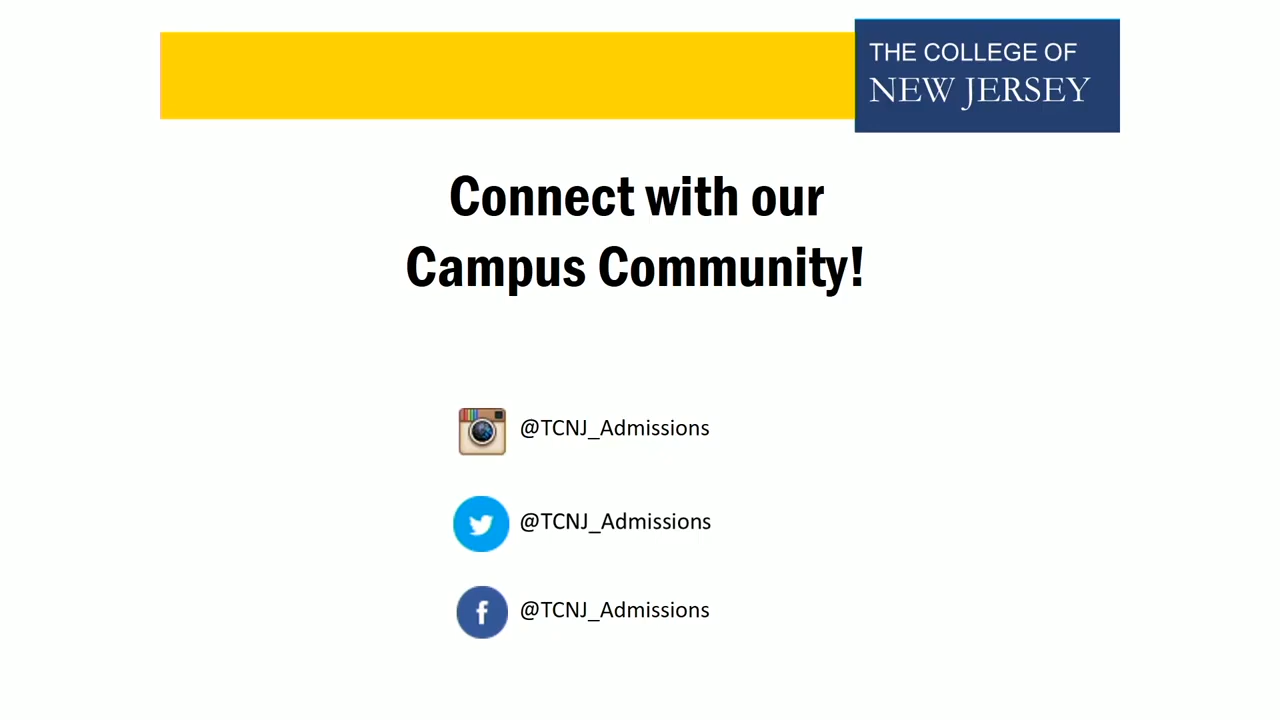 THE COLLEGE OF
NEW JERSEY
Connect with our
Campus Community!
@TCNJ_Admissions
@TCNJ_Admissions
@TCNJ_Admissions